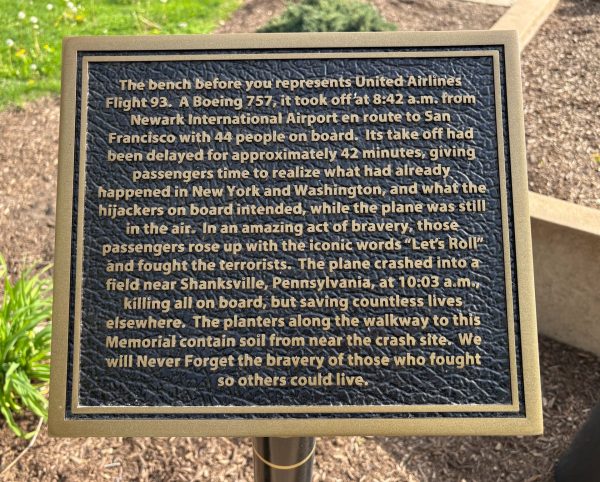 The bench before you represents United Airlines
Flight 93.  A Boeing 757, it took off at 8:42 a.m. from
Newark International Airport en route to San
Francisco with 44 people on board.  Its take off had
been delayed for approximately 42 minutes, giving
passengers time to realize what had already
happened in New York and Washington, and what the
hijackers on board intended, while the plane was still
in the air.  In an amazing act of bravery, those
passengers rose up with the iconic words “Let’s Roll”
and fought the terrorists.  The plane crashed into a
field near Shanksville, Pennsylvania, at 10:03 a.m.,
killing all on board, but saving countless lives
elsewhere.  The planters along the walkway to this
Memorial contain soil from near the crash site.  We
will Never Forget the bravery of those who fought
so others could live.